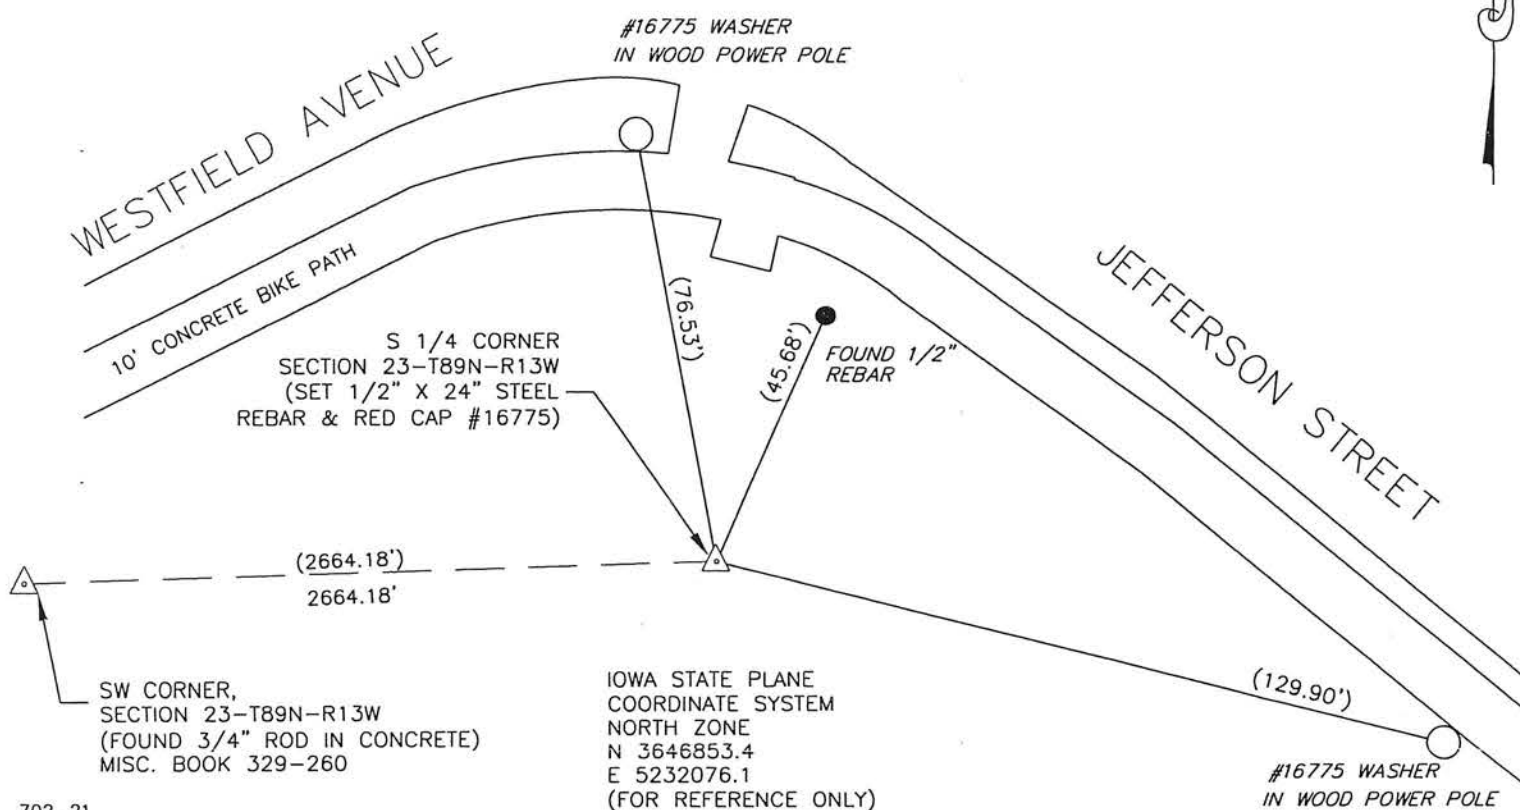 #16775 WASHER
IN WOOD POWER POLE
WESTFIELD AVENUE
10' CONCRETE BIKE PATH
JEFFERSON STREET
S 1/4 CORNER
SECTION 23-T89N-R13W
(SET 1/2" X 24" STEEL
REBAR & RED CAP #16775)
(76.53')
(45.68')
FOUND 1/2"
REBAR
(2664.18')
2664.18'
SW CORNER,
SECTION 23-T89N-R13W
(FOUND 3/4" ROD IN CONCRETE)
MISC. BOOK 329-260
IOWA STATE PLANE
COORDINATE SYSTEM
NORTH ZONE
N 3646853.4
E 5232076.1
(FOR REFERENCE ONLY)
(129.90')
#16775 WASHER
IN WOOD POWER POLE